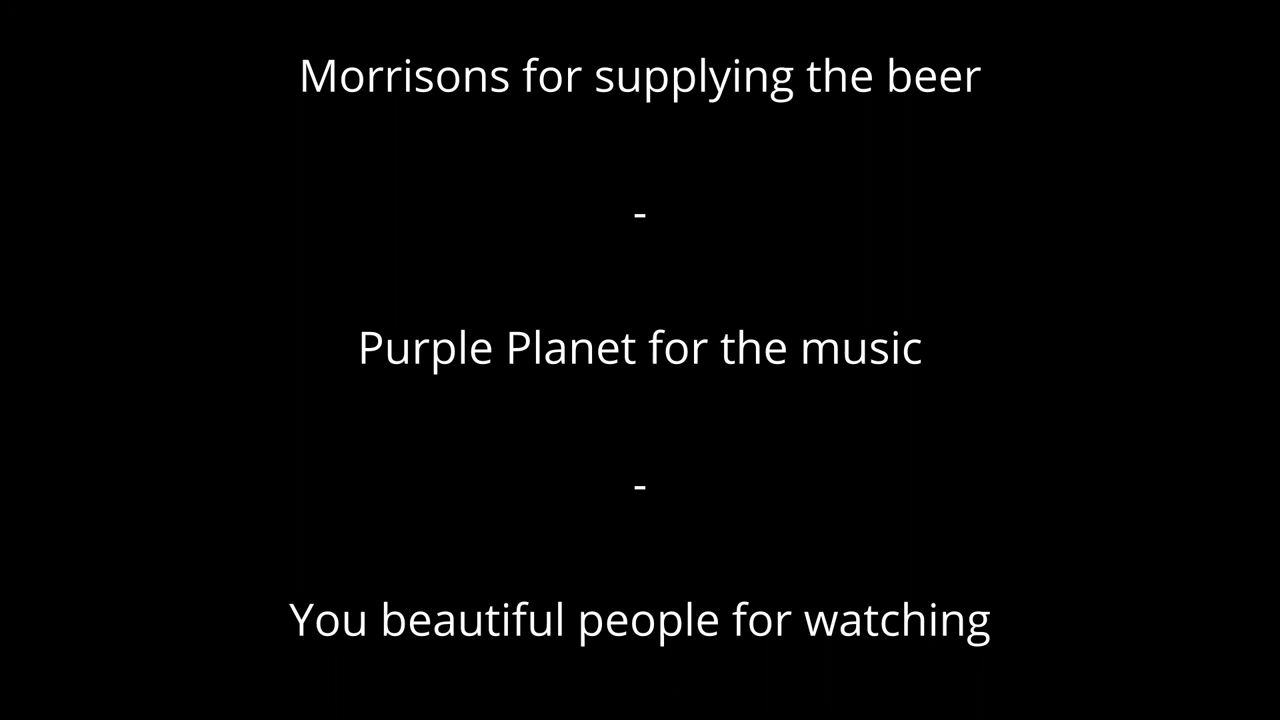 Morrisons for supplying the beer
-
Purple Planet for the music
-
You beautiful people for watching